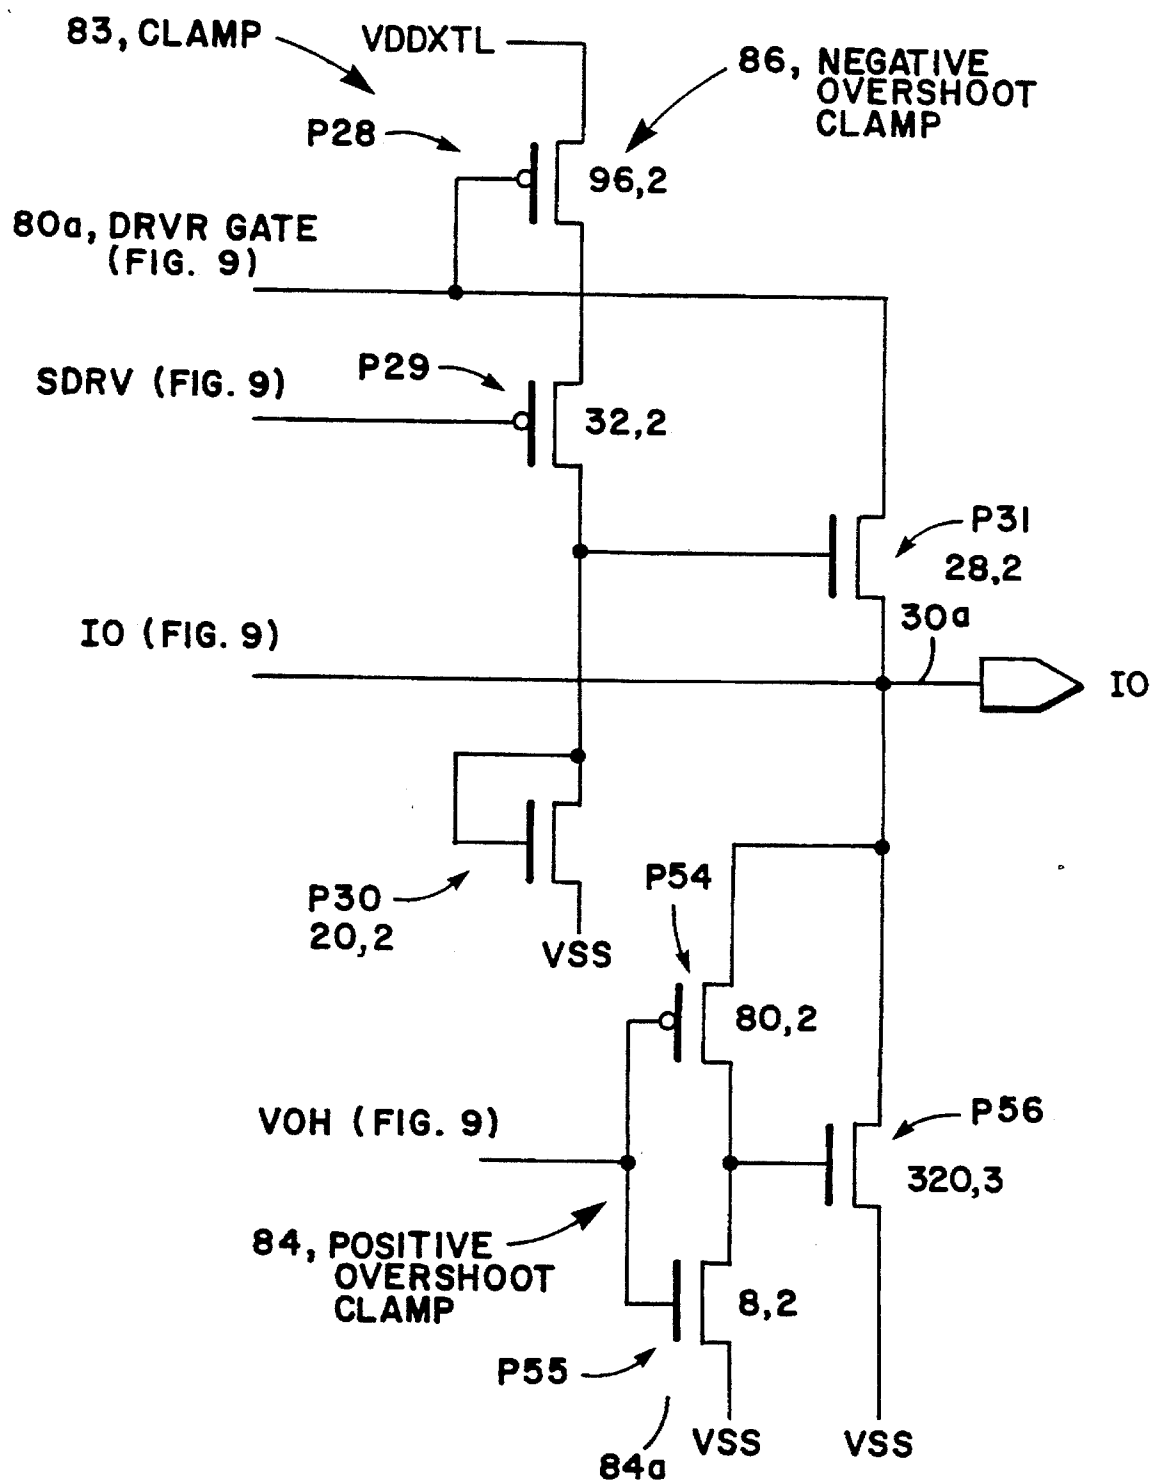 83, CLAMP
VDDXTL
86, NEGATIVE
OVERSHOOT
CLAMP
P28
96,2
80a, DRVR GATE
(FIG. 9)
P29
SDRV (FIG. 9)
32,2
P31
28,2
30a
IO (FIG. 9)
IO
P54
P30
20,2
VSS
80,2
VOH (FIG. 9)
P56
320,3
84, POSITIVE
OVERSHOOT
CLAMP
8,2
P55
84a
VSS
VSS